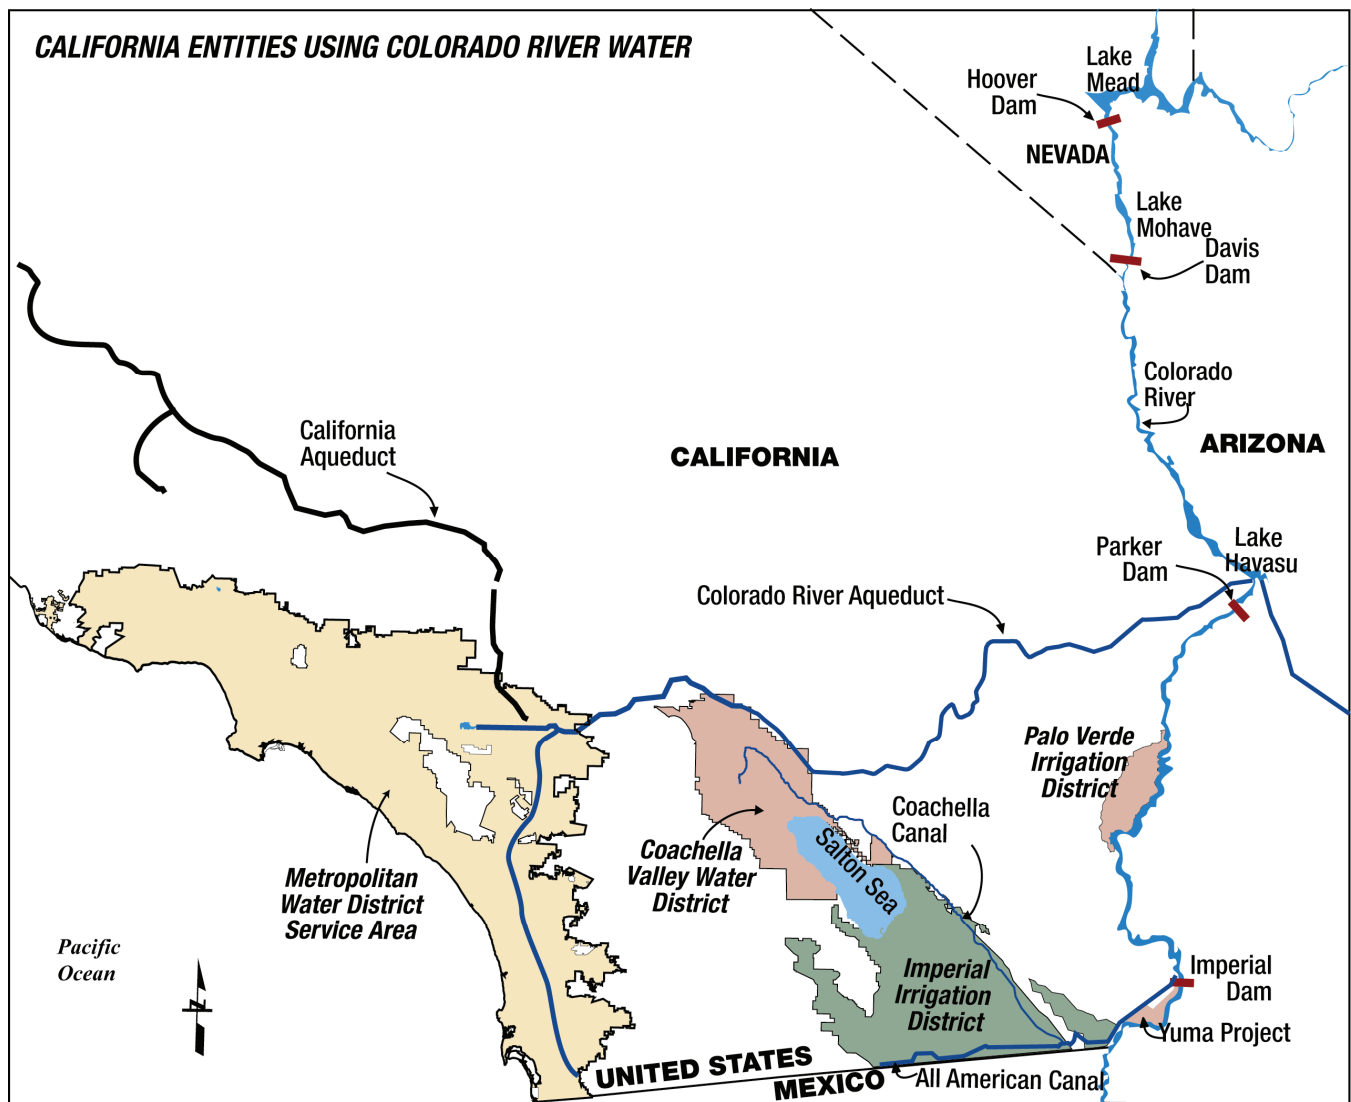 CALIFORNIA ENTITIES USING COLORADO RIVER WATER
Lake
Mead
Hoover
Dam
NEVADA
Lake
Mohave
Davis
Dam
Colorado
River
ARIZONA
California
Aqueduct
CALIFORNIA
Lake
Havasu
Parker
Dam
Colorado River Aqueduct
Palo Verde
Irrigation
District
Coachella
Canal
Salton Sea
Coachella
Valley Water
District
Metropolitan
Water District
Service Area
Pacific
Ocean
N
Imperial
Irrigation
District
Imperial
Dam
Yuma Project
UNITED STATES
MEXICO
All American Canal